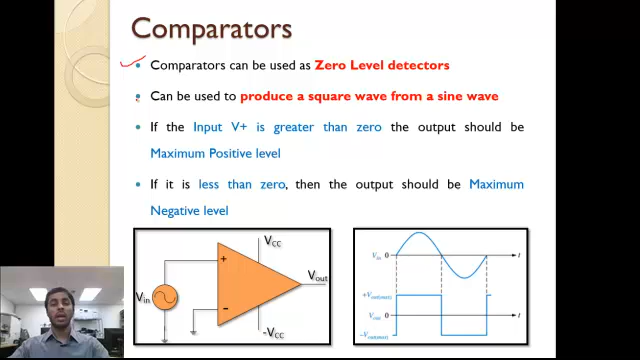 Comparators
Comparators can be used as Zero Level detectors
Can be used to produce a square wave from a sine wave
If the Input V+ is greater than zero the output should be
Maximum Positive level
If it is less than zero, then the output should be Maximum
Negative level
VCC
+
Vout
Vin
-
-VCC
Vin 0
t
+Vout(max)
Vout 0
t
-Vout(max)